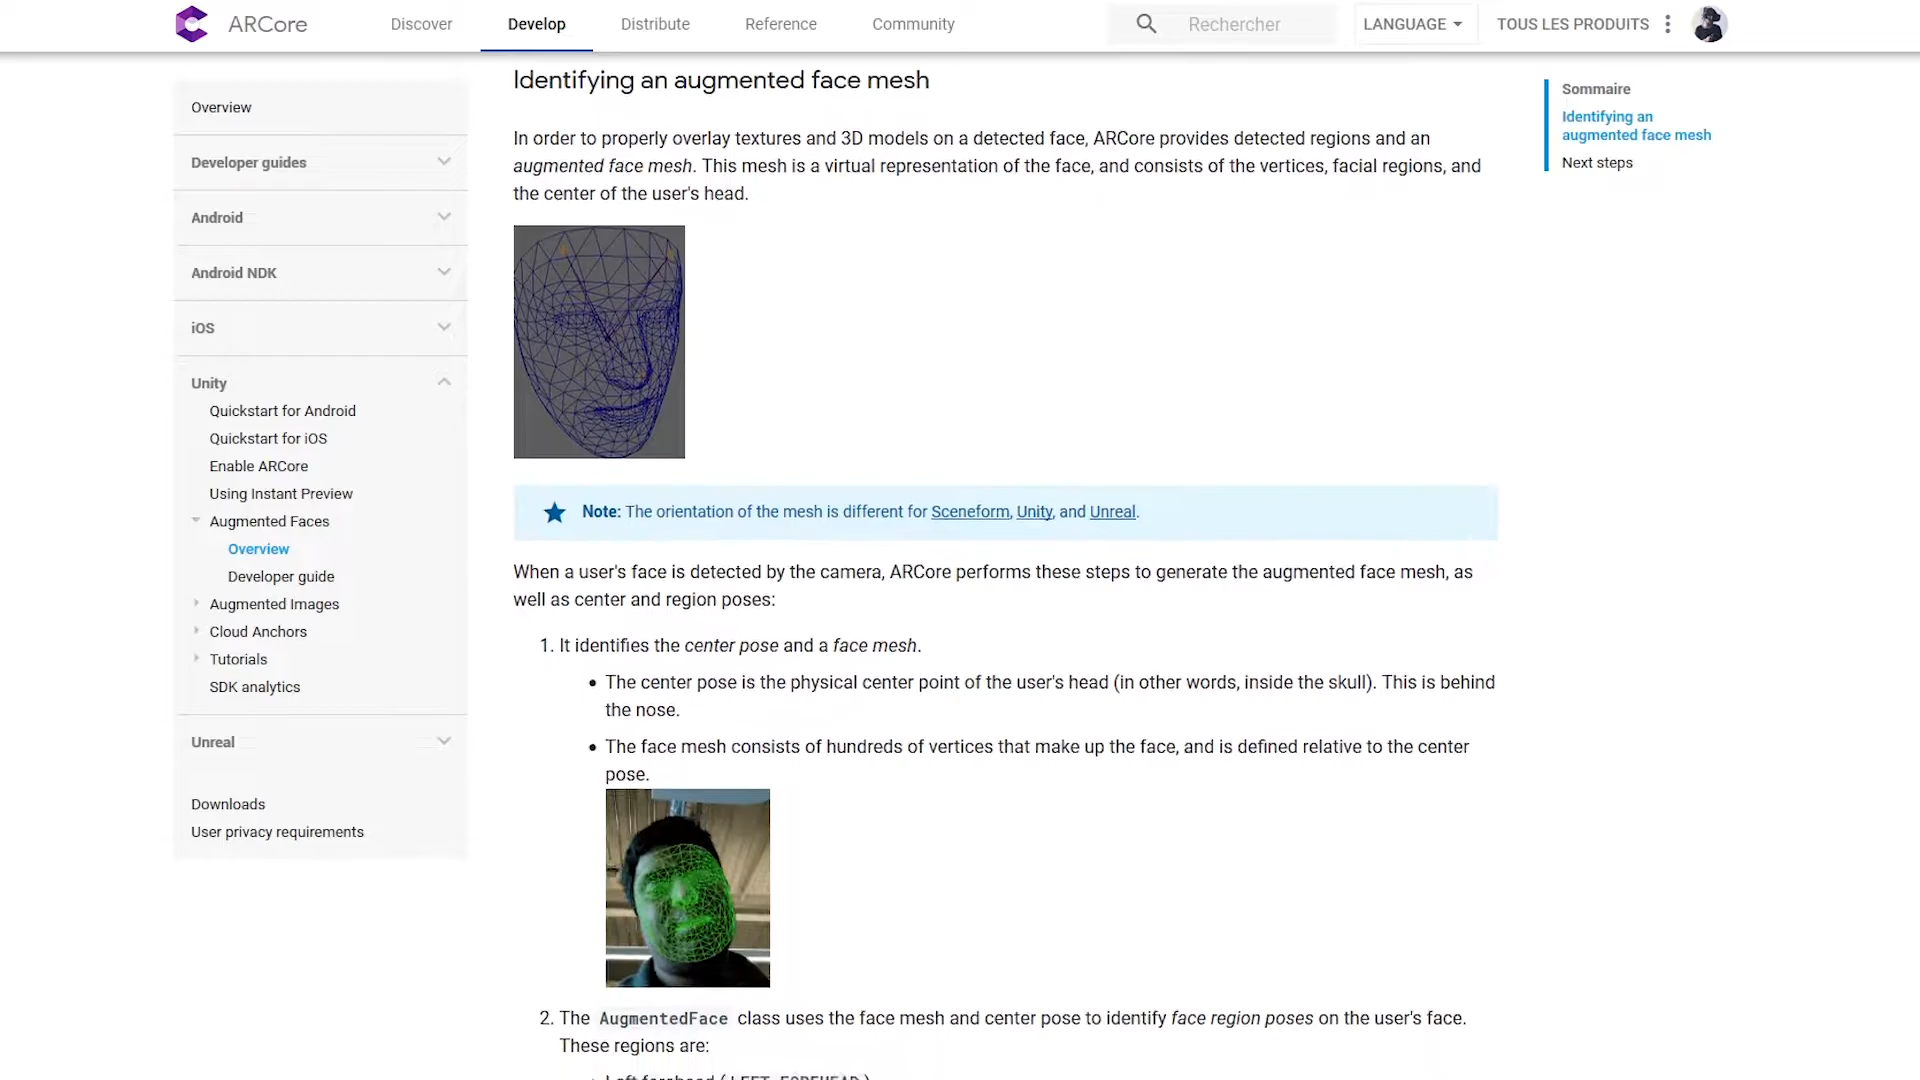 ARCore
Discover
Develop
Distribute
Reference
Community
Rechercher
LANGUAGE
TOUS LES PRODUITS
Overview
Developer guides
Android
Android NDK
iOS
Unity
Quickstart for Android
Quickstart for iOS
Enable ARCore
Using Instant Preview
Augmented Faces
Overview
Developer guide
Augmented Images
Cloud Anchors
Tutorials
SDK analytics
Unreal
Downloads
User privacy requirements
Identifying an augmented face mesh
In order to properly overlay textures and 3D models on a detected face, ARCore provides detected regions and an
augmented face mesh. This mesh is a virtual representation of the face, and consists of the vertices, facial regions, and
the center of the user's head.
Note: The orientation of the mesh is different for Sceneform, Unity, and Unreal.
When a user's face is detected by the camera, ARCore performs these steps to generate the augmented face mesh, as
well as center and region poses:
1. It identifies the center pose and a face mesh.
• The center pose is the physical center point of the user's head (in other words, inside the skull). This is behind
the nose.
• The face mesh consists of hundreds of vertices that make up the face, and is defined relative to the center
pose.
2. The AugmentedFace class uses the face mesh and center pose to identify face region poses on the user's face.
These regions are:
• Left forehead (LEFT_FOREHEAD)
Sommaire
Identifying an
augmented face mesh
Next steps